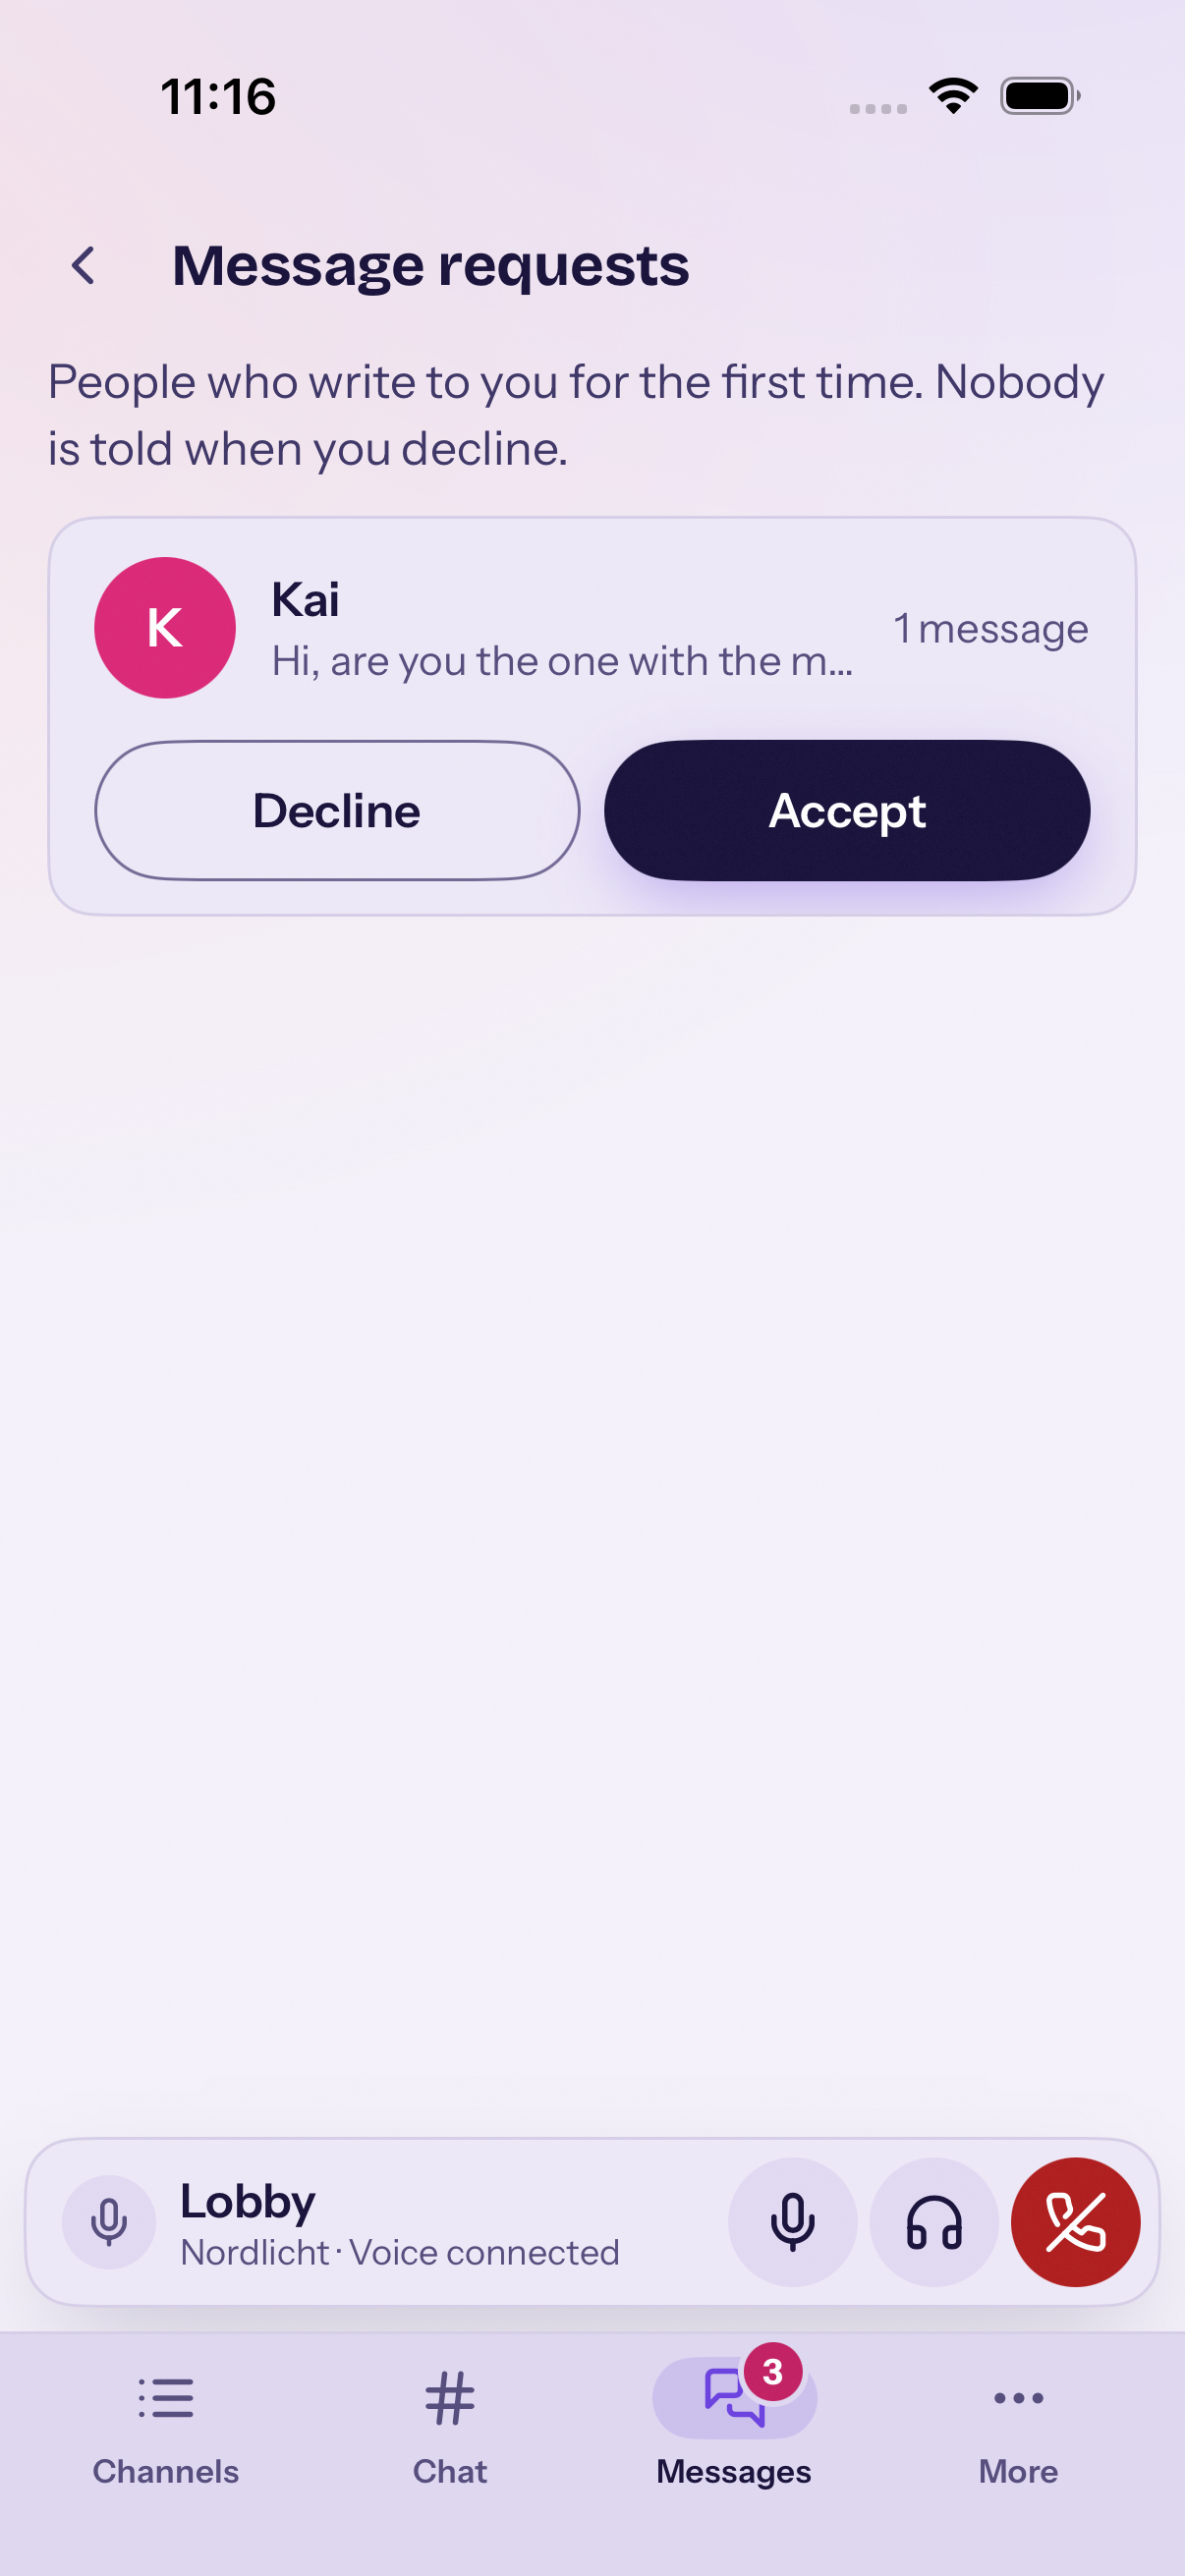 11:16
Message requests
People who write to you for the first time. Nobody
is told when you decline.
K
Kai
Hi, are you the one with the m...
1 message
Decline
Accept
Lobby
Nordlicht · Voice connected
3
Channels
Chat
Messages
More